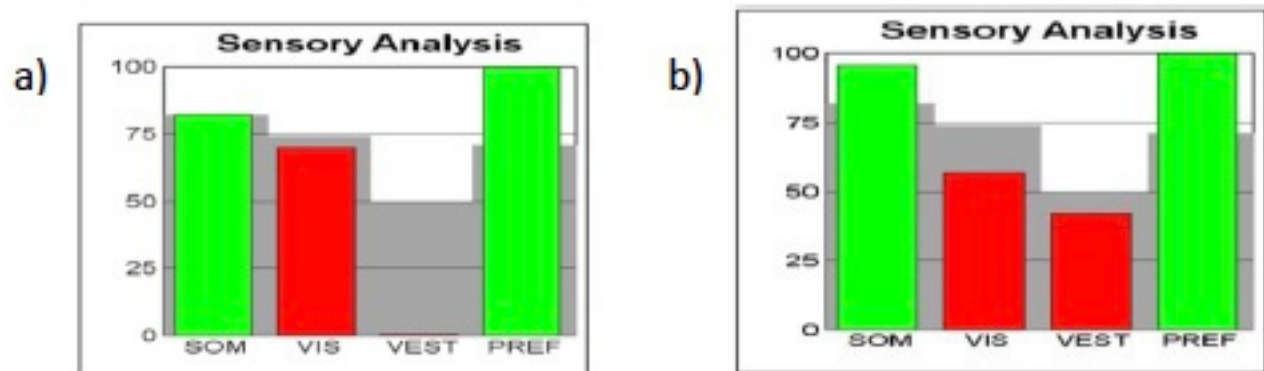 a)
Sensory Analysis
100
75
50
25
0
SOM VIS VEST PREF
b)
Sensory Analysis
100
75
50
25
0
SOM VIS VEST PREF